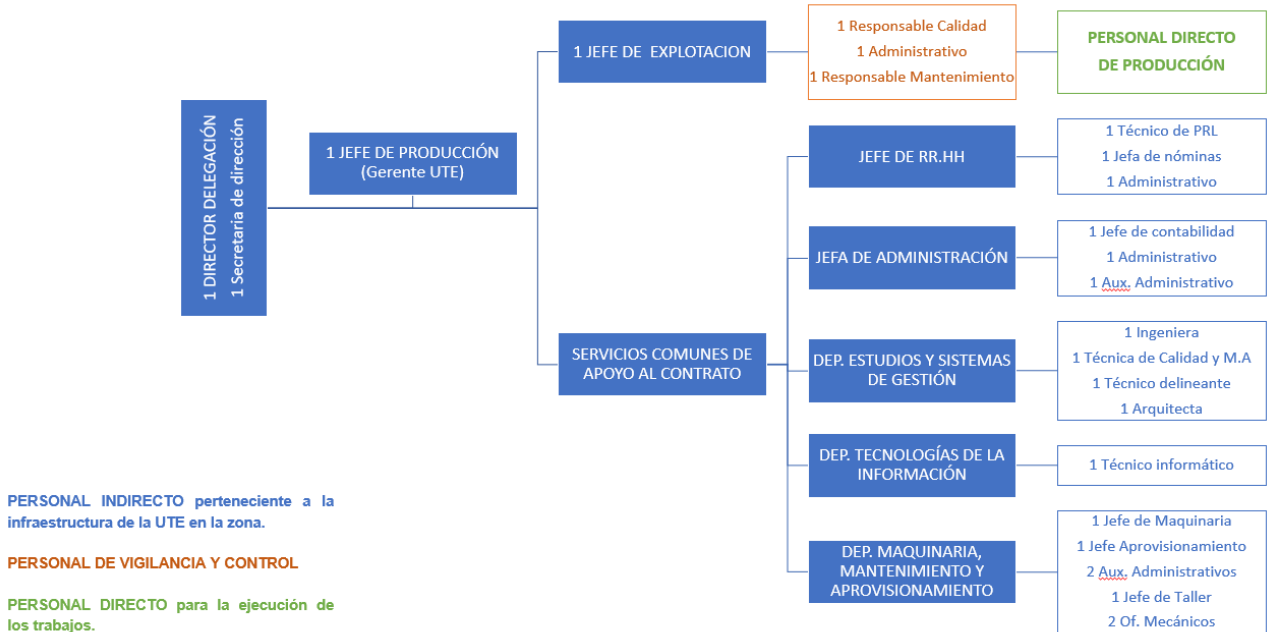 1 DIRECTOR DELEGACIÓN
1 Secretaria de dirección
1 JEFE DE PRODUCCIÓN
(Gerente UTE)
1 JEFE DE EXPLOTACION
1 Responsable Calidad
1 Administrativo
1 Responsable Mantenimiento
PERSONAL DIRECTO
DE PRODUCCIÓN
SERVICIOS COMUNES DE
APOYO AL CONTRATO
JEFE DE RR.HH
1 Técnico de PRL
1 Jefa de nóminas
1 Administrativo
JEFA DE ADMINISTRACIÓN
1 Jefe de contabilidad
1 Administrativo
1 Aux. Administrativo
DEP. ESTUDIOS Y SISTEMAS
DE GESTIÓN
1 Ingeniera
1 Técnica de Calidad y M.A
1 Técnico delineante
1 Arquitecta
DEP. TECNOLOGÍAS DE LA
INFORMACIÓN
1 Técnico informático
DEP. MAQUINARIA,
MANTENIMIENTO Y
APROVISIONAMIENTO
1 Jefe de Maquinaria
1 Jefe Aprovisionamiento
2 Aux. Administrativos
1 Jefe de Taller
2 Of. Mecánicos
PERSONAL INDIRECTO perteneciente a la
infraestructura de la UTE en la zona.
PERSONAL DE VIGILANCIA Y CONTROL
PERSONAL DIRECTO para la ejecución de
los trabajos.